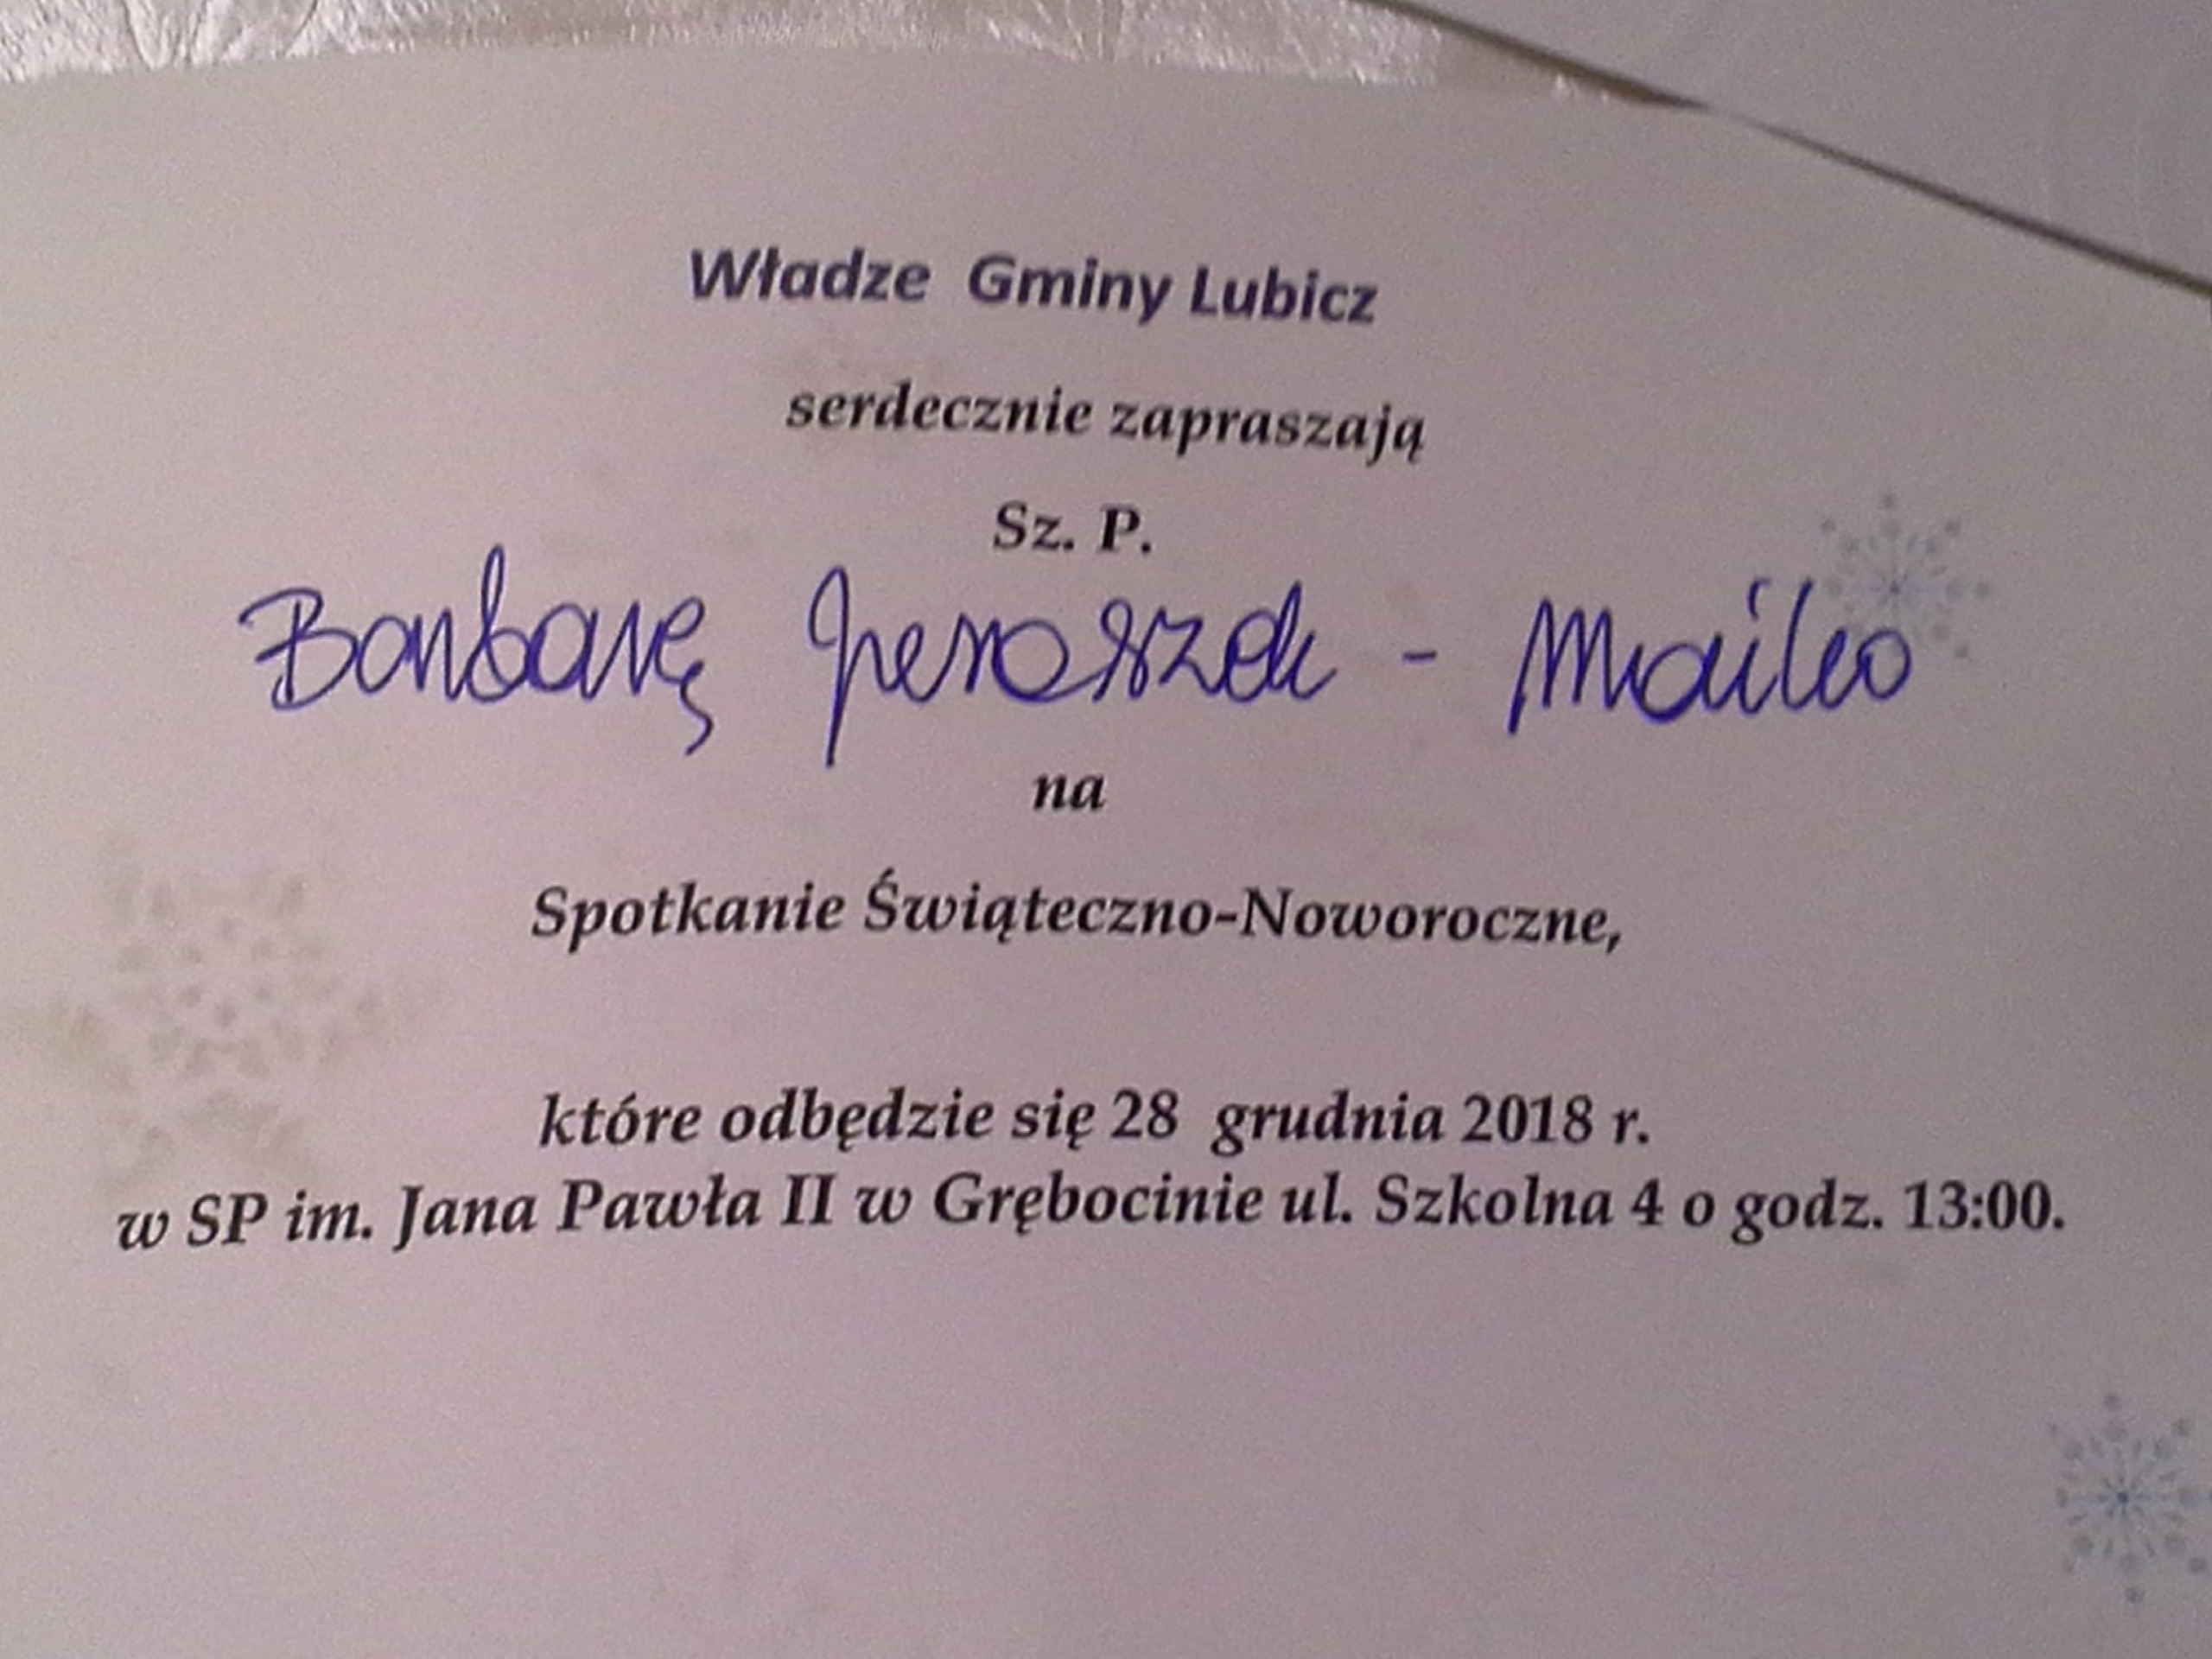 Władze Gminy Lubicz
serdecznie zapraszają
Sz. P.
Barbarę - Maćko
na
Spotkanie Świąteczno-Noworoczne,
które odbędzie się 28 grudnia 2018 r.
w SP im. Jana Pawła II w Grębocinie ul. Szkolna 4 o godz. 13:00.